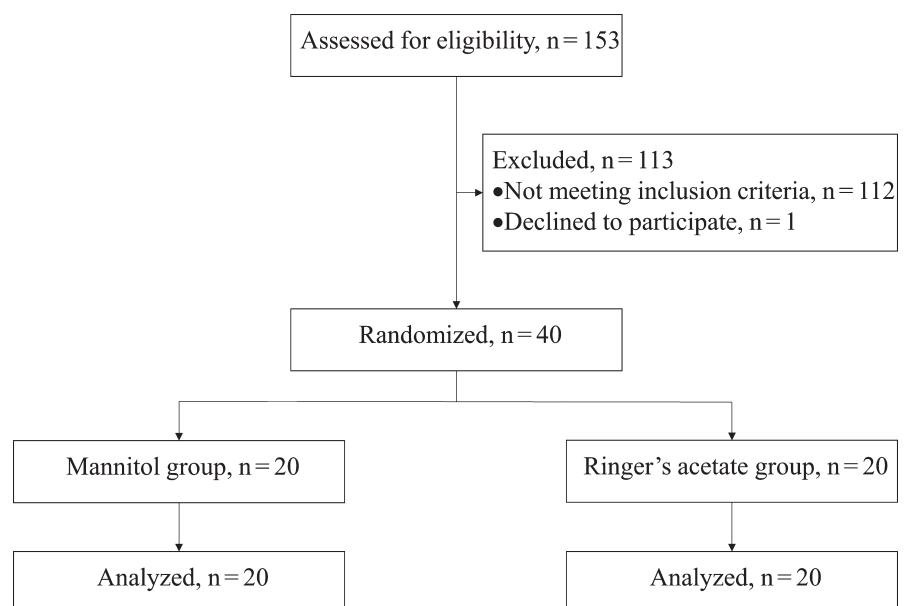 Assessed for eligibility, n = 153
Excluded, n = 113
•Not meeting inclusion criteria, n = 112
•Declined to participate, n = 1
Randomized, n = 40
Mannitol group, n = 20
Ringer’s acetate group, n = 20
Analyzed, n = 20
Analyzed, n = 20